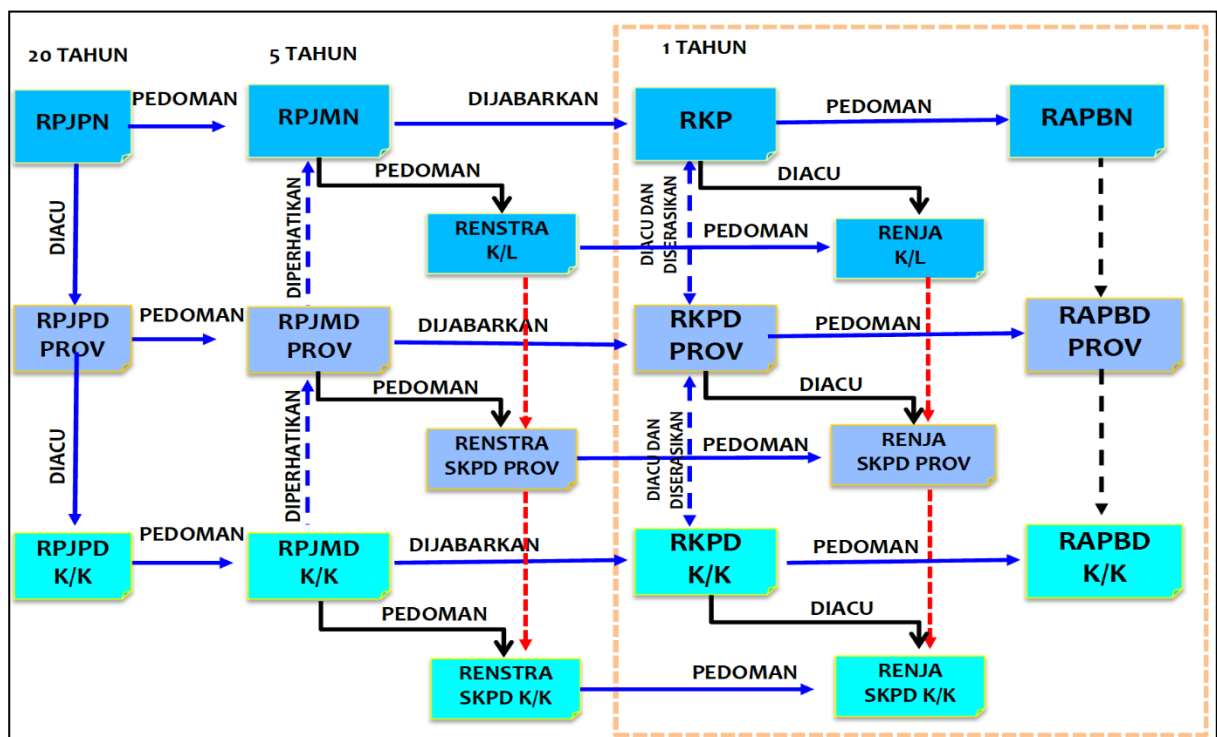 20 TAHUN
5 TAHUN
1 TAHUN
RPJPN
PEDOMAN
RPJMN
DIJABARKAN
RKP
PEDOMAN
RAPBN
DIACU
DIPERHATIKAN
PEDOMAN
RENSTRA
K/L
PEDOMAN
DIACU DAN
DISERASIKAN
DIACU
RENJA
K/L
RPJPD
PROV
PEDOMAN
RPJMD
PROV
DIJABARKAN
RKPD
PROV
PEDOMAN
RAPBD
PROV
DIACU
DIPERHATIKAN
PEDOMAN
RENSTRA
SKPD PROV
PEDOMAN
DIACU DAN
DISERASIKAN
DIACU
RENJA
SKPD PROV
RPJPD
K/K
PEDOMAN
RPJMD
K/K
DIJABARKAN
RKPD
K/K
PEDOMAN
RAPBD
K/K
PEDOMAN
RENSTRA
SKPD K/K
PEDOMAN
DIACU
RENJA
SKPD K/K